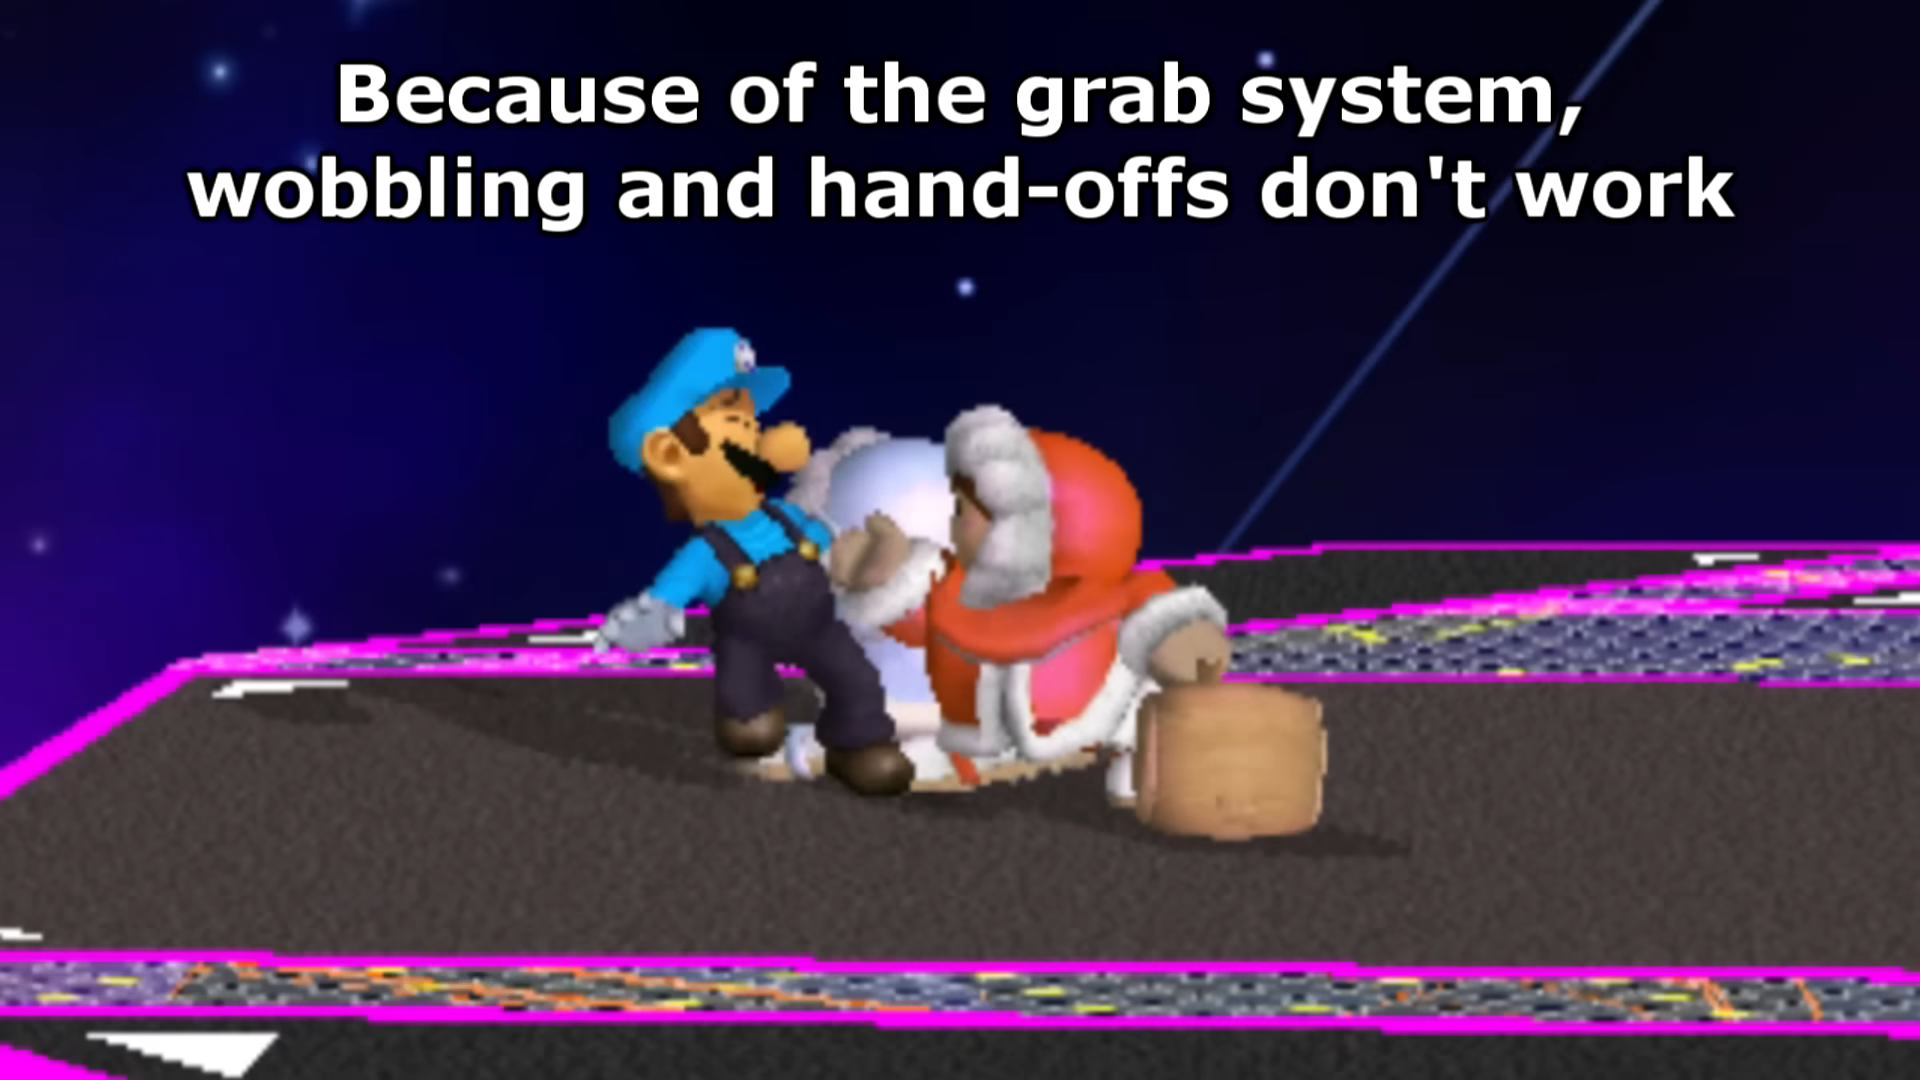 Because of the grab system,
wobbling and hand-offs don't work